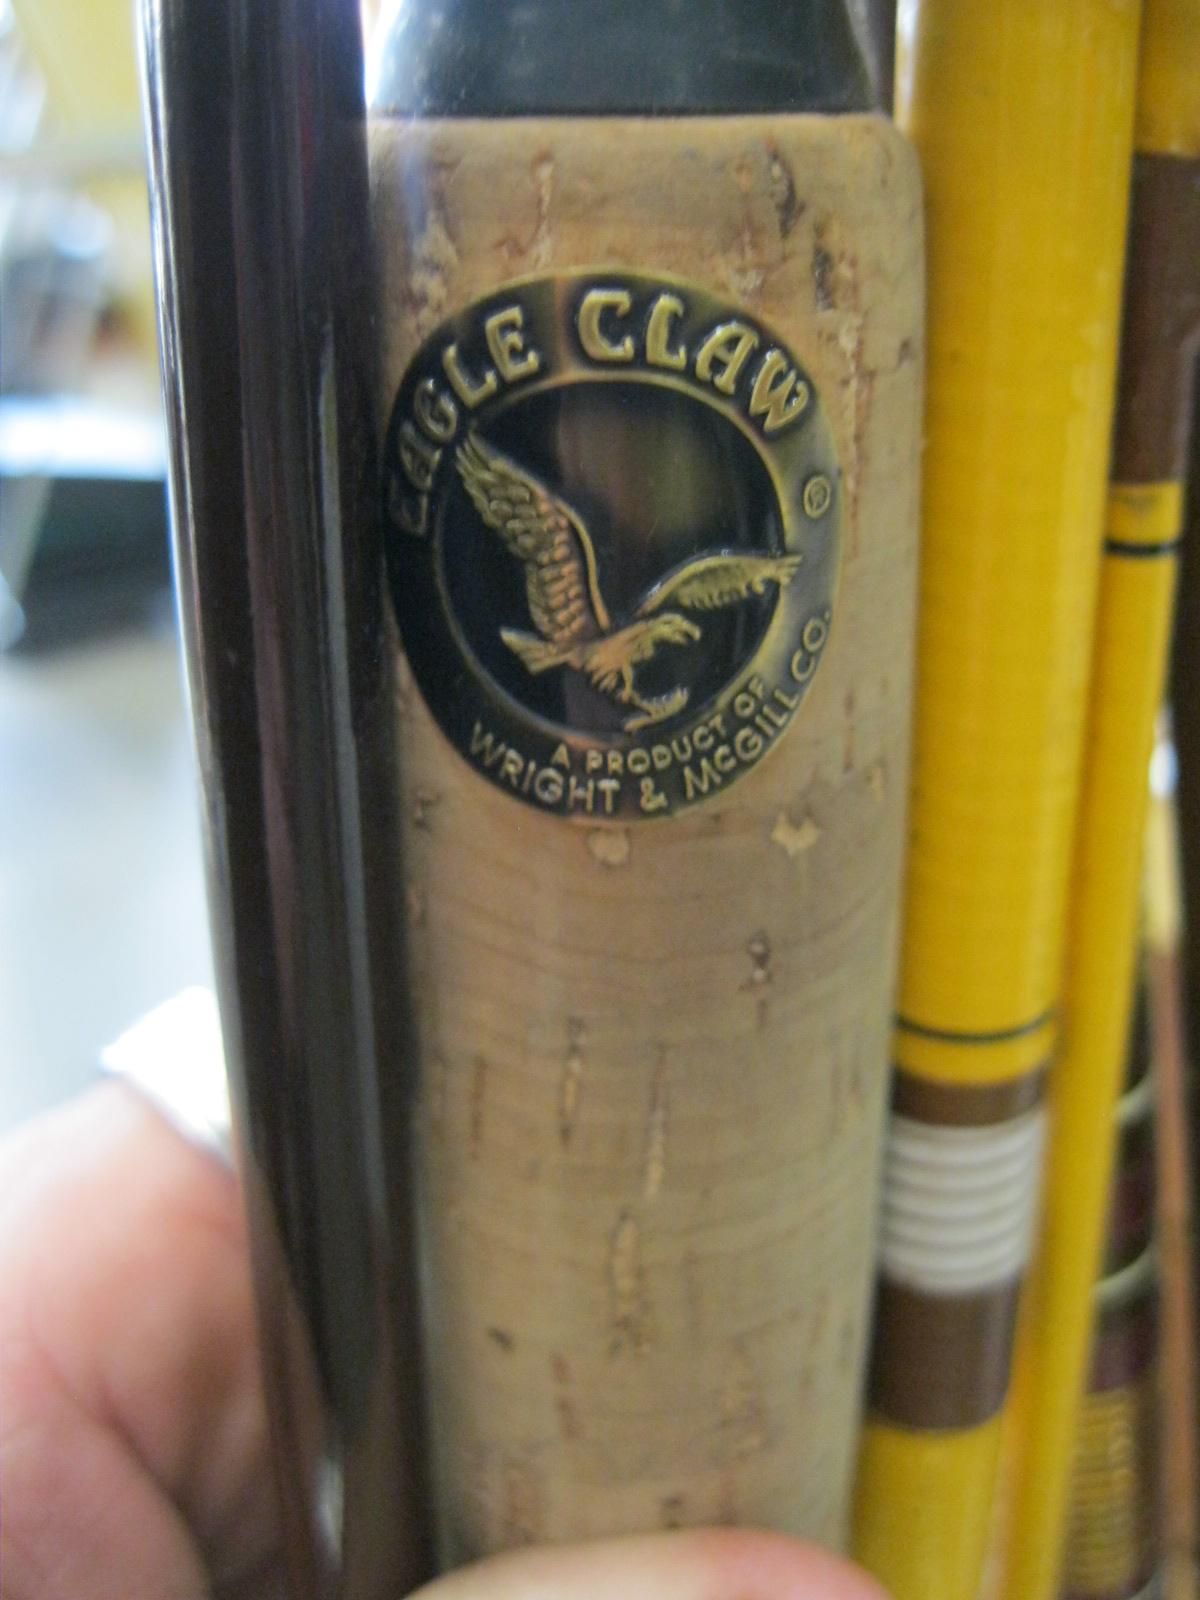 EAGLE CLAW ®
A PRODUCT OF
WRIGHT & McGILL CO.